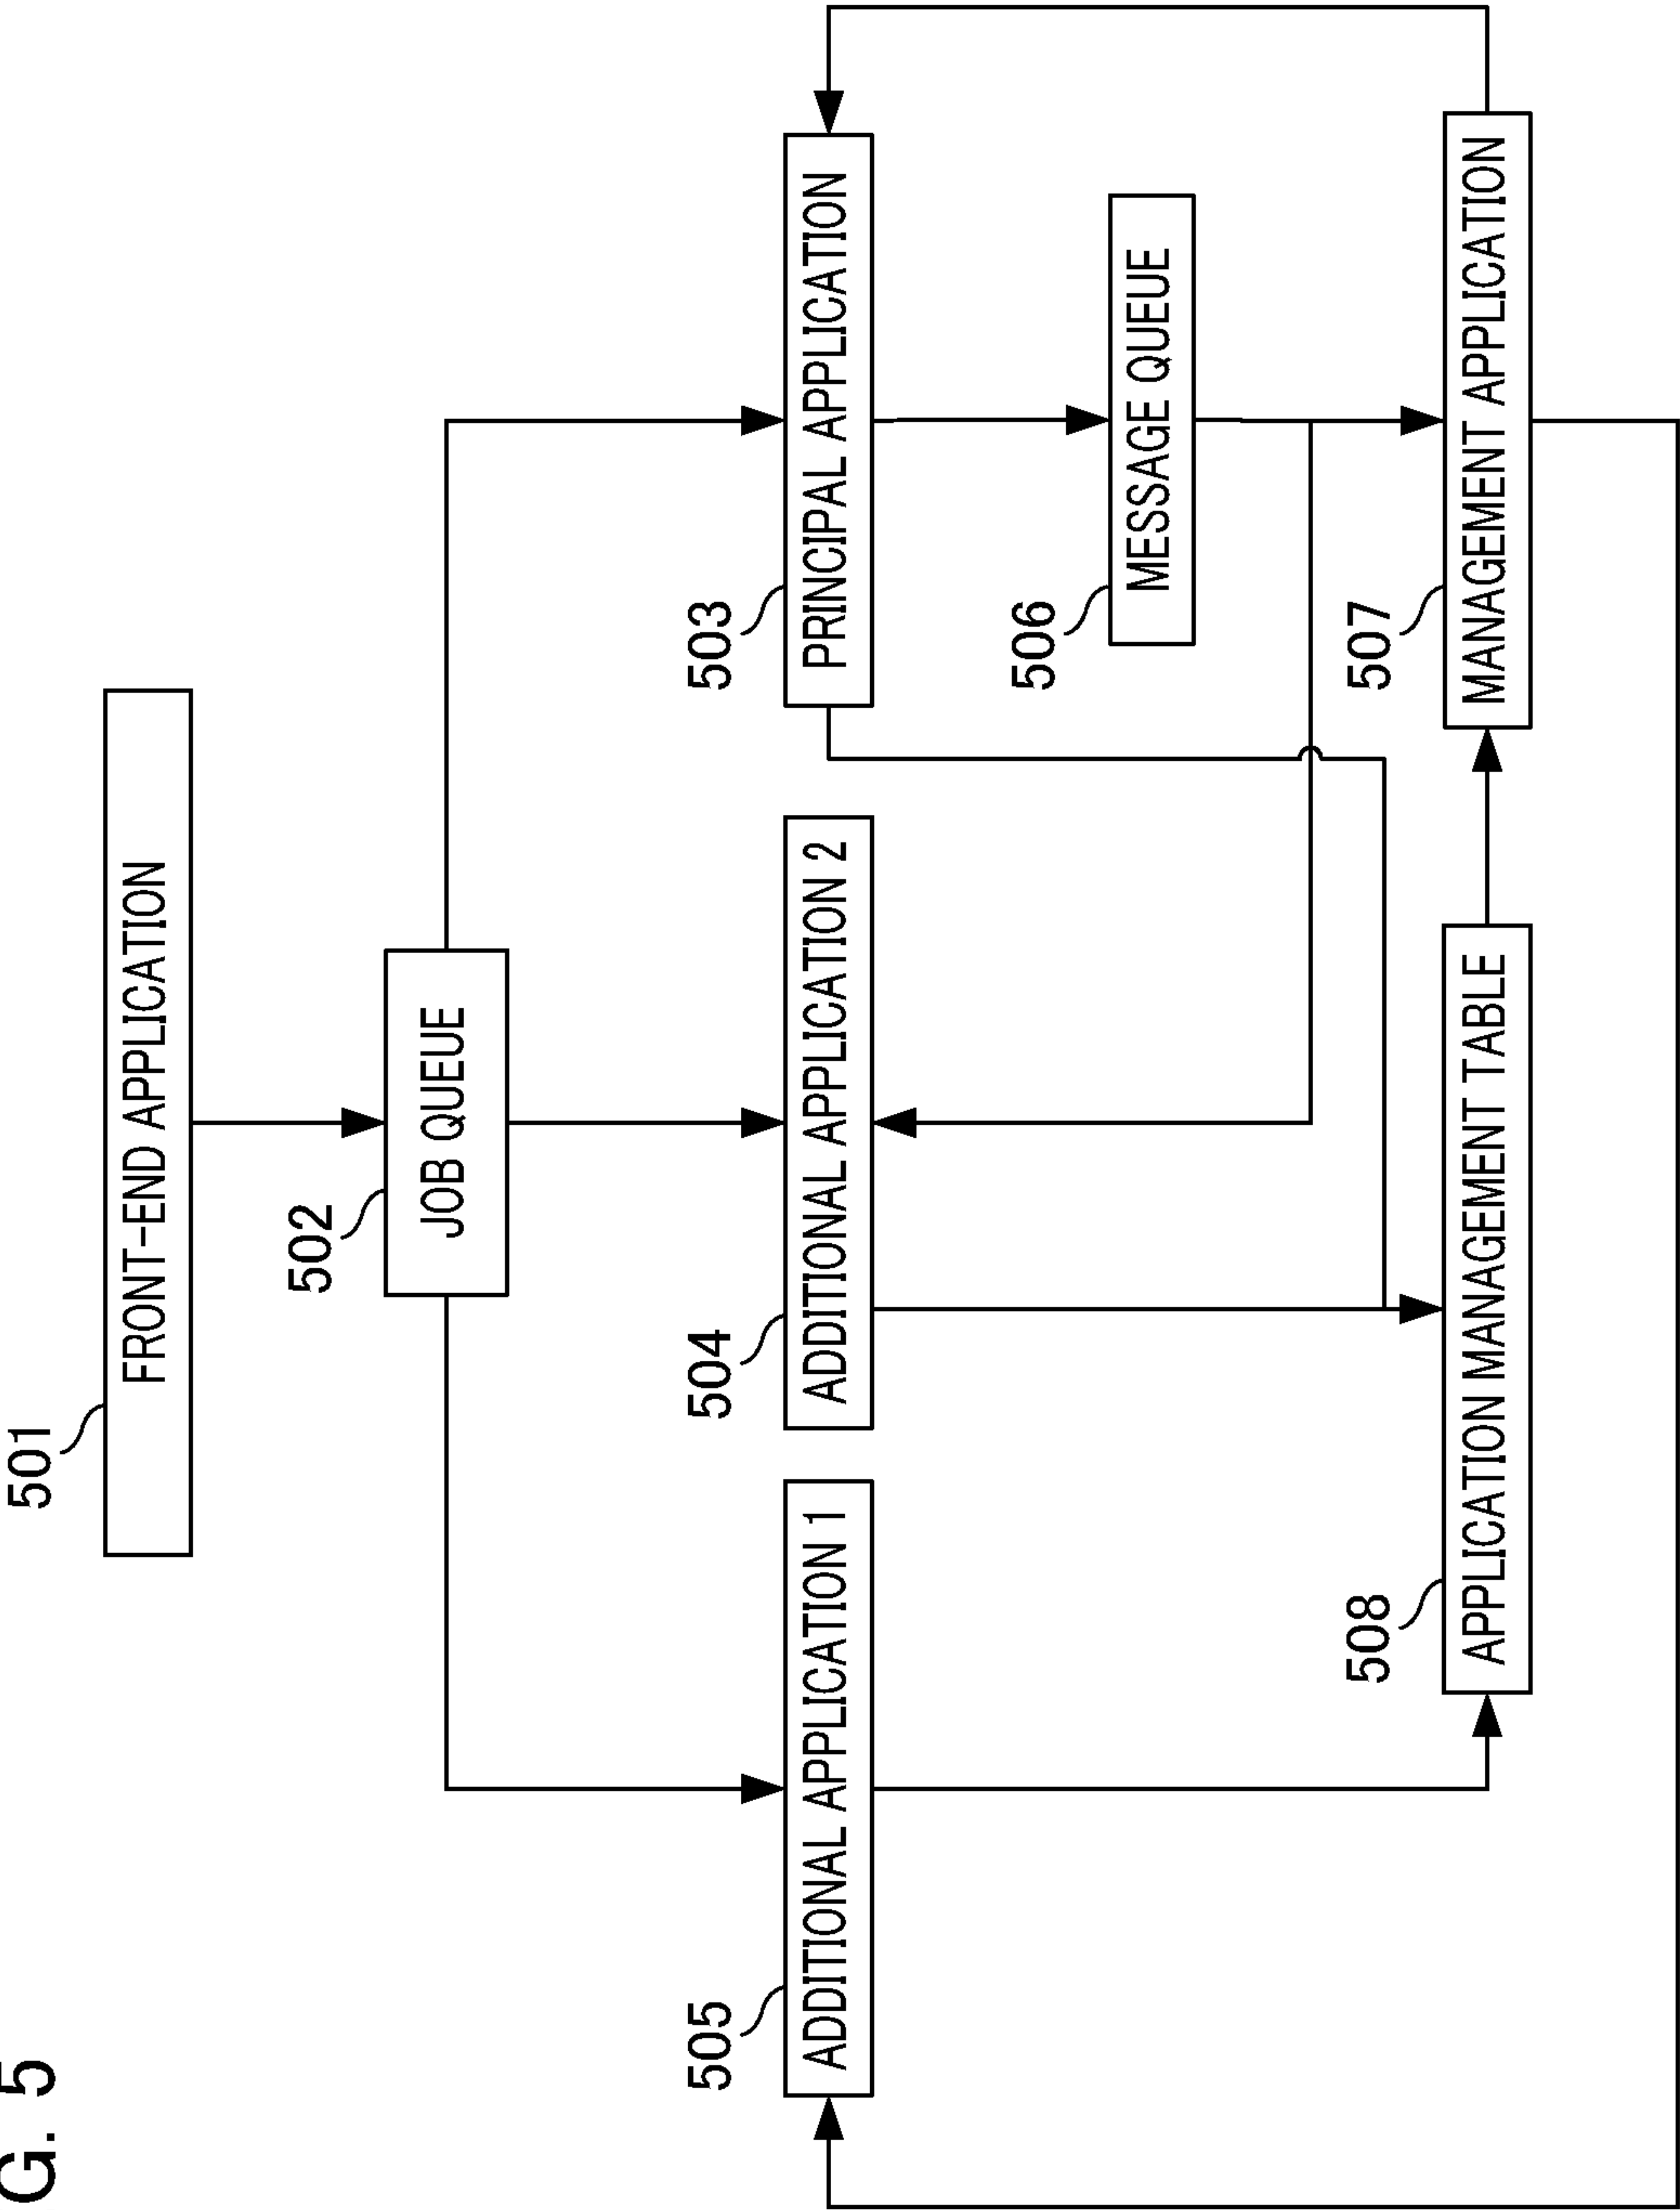 G. 5
501
FRONT-END APPLICATION
502
JOB QUEUE
505
ADDITIONAL APPLICATION 1
504
ADDITIONAL APPLICATION 2
503
PRINCIPAL APPLICATION
506
MESSAGE QUEUE
508
APPLICATION MANAGEMENT TABLE
507
MANAGEMENT APPLICATION